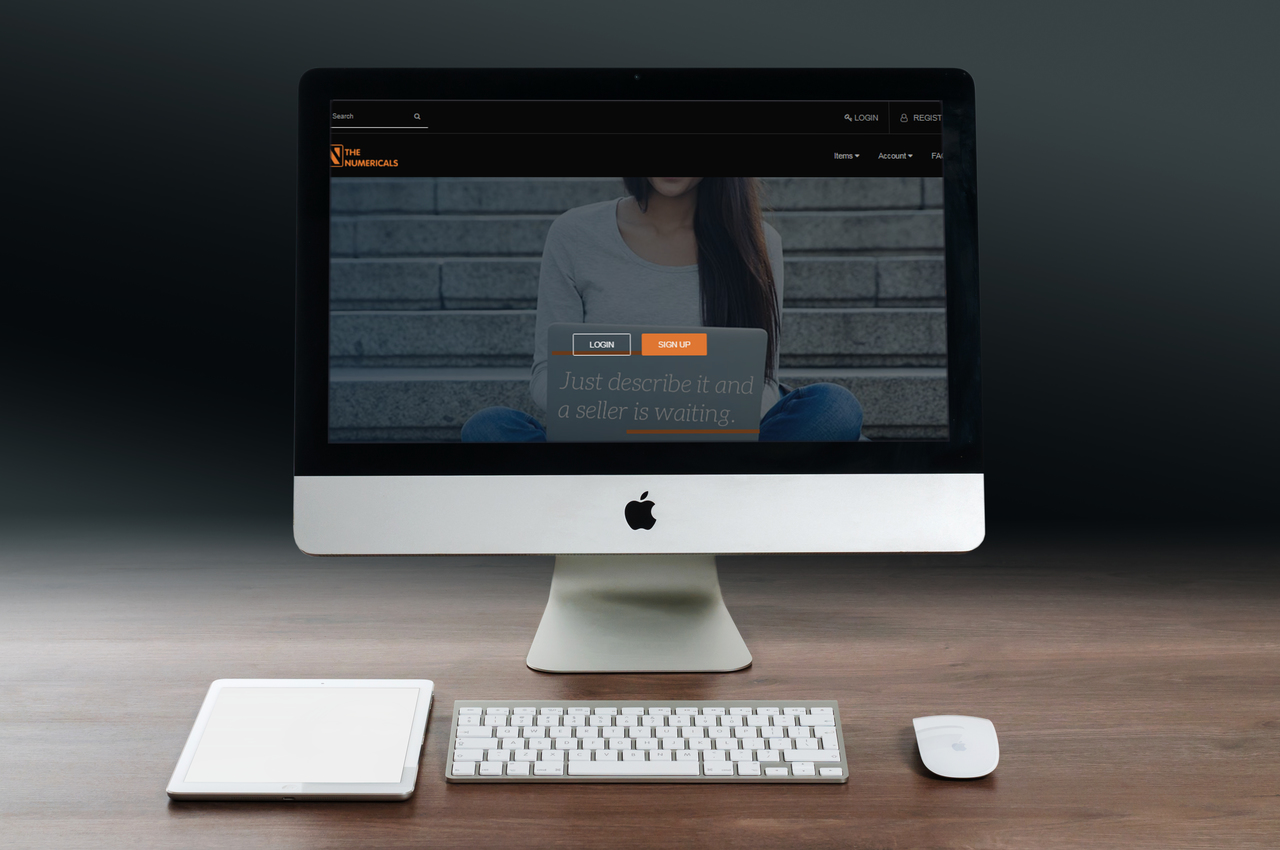 Search
LOGIN
REGIST
THE
NUMERICALS
Items
Account
FA
LOGIN
SIGN UP
Just describe it and
a seller is waiting.